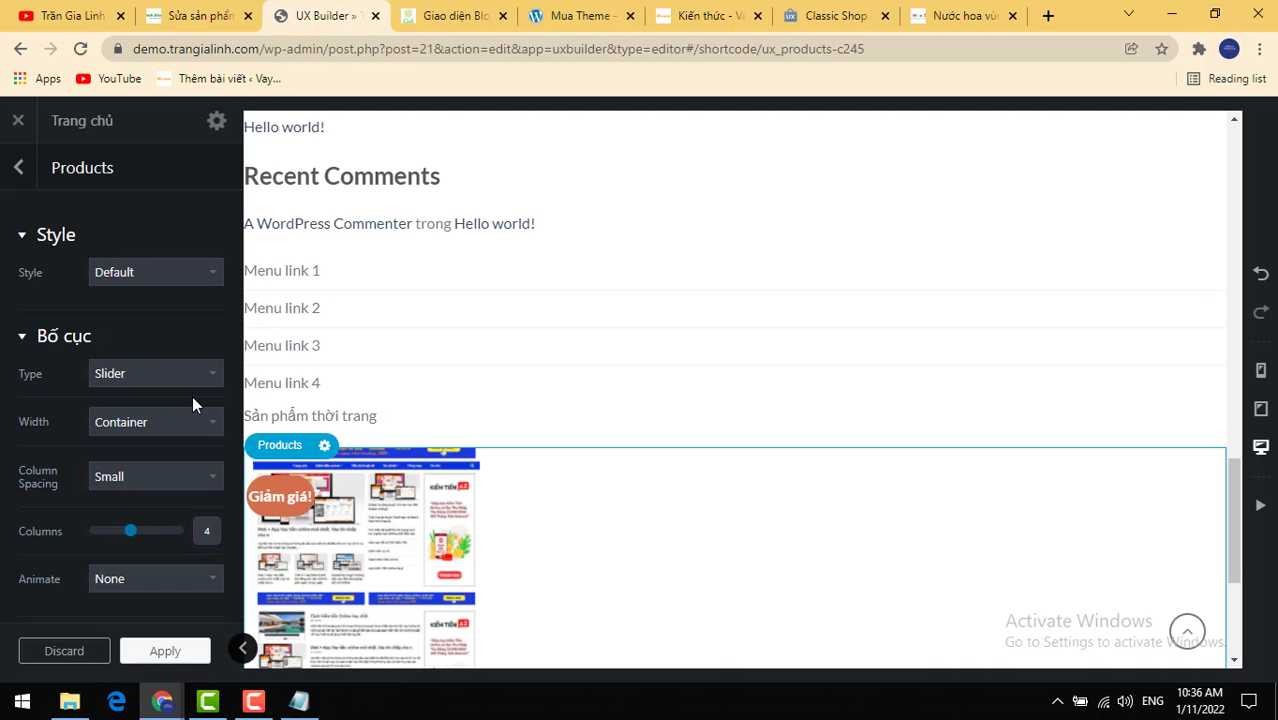 Trần Gia Linh
Sửa sản phẩm
UX Builder » T
Giao diện Blo
Mua Theme -
Kiến thức - Va
Classic Shop
Nước hoa vù
demo.trangialinh.com/wp-admin/post.php?post=21&action=edit&app=uxbuilder&type=editor#/shortcode/ux_products-c245
Apps
YouTube
Thêm bài viết ‹ Vay...
Reading list
Trang chủ
Products
Style
Style
Default
Bố cục
Type
Slider
Width
Container
Column
Spacing
Small
Columns
4
Animate
None
Discard
Apply
Hello world!
Recent Comments
A WordPress Commenter trong Hello world!
Menu link 1
Menu link 2
Menu link 3
Menu link 4
Sản phẩm thời trang
Products
Giảm giá!
KIẾM TIỀN
KIẾM TIỀN
Activate Windows
Go to Settings to activate Windows.
ENG
10:36 AM
1/11/2022